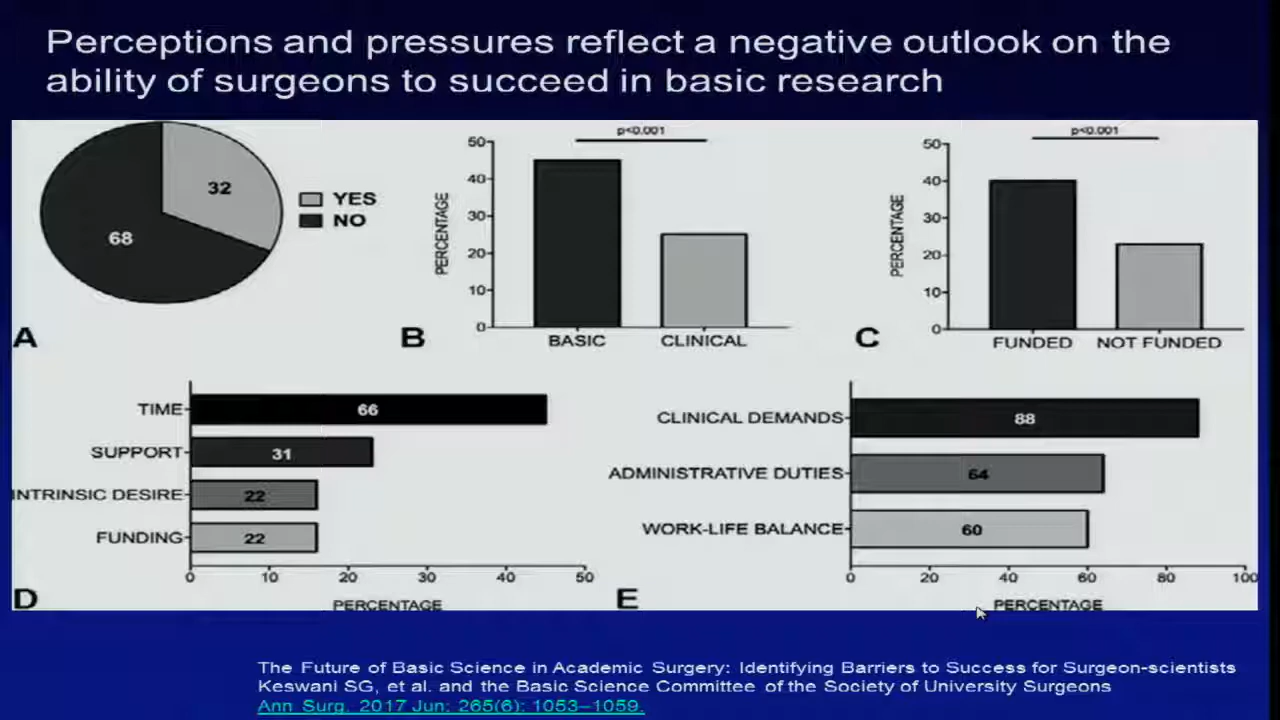 Perceptions and pressures reflect a negative outlook on the
ability of surgeons to succeed in basic research
32
68
YES
NO
A
p<0.001
50
40
30
20
10
0
PERCENTAGE
BASIC
CLINICAL
B
p<0.001
50
40
30
20
10
0
PERCENTAGE
FUNDED
NOT FUNDED
C
TIME
66
SUPPORT
31
INTRINSIC DESIRE
22
FUNDING
22
0 10 20 30 40 50
PERCENTAGE
D
CLINICAL DEMANDS
88
ADMINISTRATIVE DUTIES
64
WORK-LIFE BALANCE
60
0 20 40 60 80 100
PERCENTAGE
E
The Future of Basic Science in Academic Surgery: Identifying Barriers to Success for Surgeon-scientists
Keswani SG, et al. and the Basic Science Committee of the Society of University Surgeons
Ann Surg. 2017 Jun; 265(6): 1053–1059.